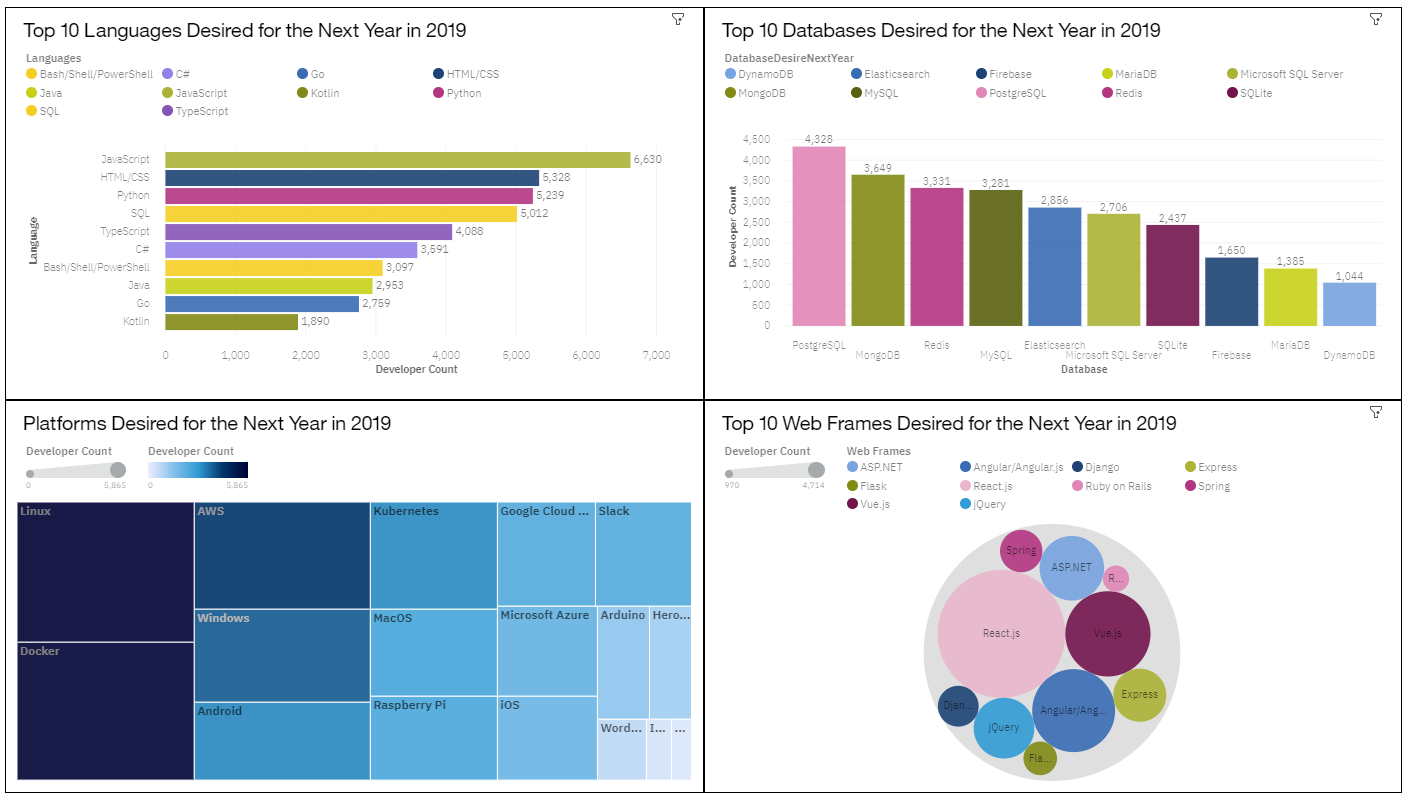 Top 10 Languages Desired for the Next Year in 2019
Languages
Bash/Shell/PowerShell C# Go HTML/CSS
Java JavaScript Kotlin Python
SQL TypeScript
Language
JavaScript 6,630
HTML/CSS 5,328
Python 5,239
SQL 5,012
TypeScript 4,088
C# 3,591
Bash/Shell/PowerShell 3,097
Java 2,953
Go 2,759
Kotlin 1,890
0 1,000 2,000 3,000 4,000 5,000 6,000 7,000
Developer Count
Top 10 Databases Desired for the Next Year in 2019
DatabaseDesireNextYear
DynamoDB Elasticsearch Firebase MariaDB Microsoft SQL Server
MongoDB MySQL PostgreSQL Redis SQLite
Developer Count
4,500
4,000
3,500
3,000
2,500
2,000
1,500
1,000
500
0
4,328 3,649 3,331 3,281 2,856 2,706 2,437 1,650 1,385 1,044
PostgreSQL Redis Elasticsearch SQLite MariaDB
MongoDB MySQL Microsoft SQL Server Firebase DynamoDB
Database
Platforms Desired for the Next Year in 2019
Developer Count Developer Count
0 5,865 0 5,865
Linux
Docker
AWS
Windows
Android
Kubernetes
MacOS
Raspberry Pi
Google Cloud ... Slack
Microsoft Azure Arduino Hero...
iOS
Word... I... ...
Top 10 Web Frames Desired for the Next Year in 2019
Developer Count Web Frames
970 4,714
ASP.NET Angular/Angular.js Django Express
Flask React.js Ruby on Rails Spring
Vue.js jQuery
Spring
ASP.NET
R...
React.js
Vue.js
Express
Djan...
Angular/Ang...
jQuery
Fla...